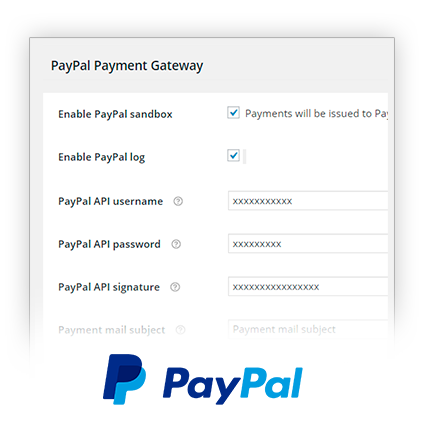 PayPal Payment Gateway
Enable PayPal sandbox Payments will be issued to Pay
Enable PayPal log
PayPal API username ? xxxxxxxxxxx
PayPal API password ? xxxxxxxxx
PayPal API signature ? xxxxxxxxxxxxxxxx
Payment mail subject ? Payment mail subject
PayPal